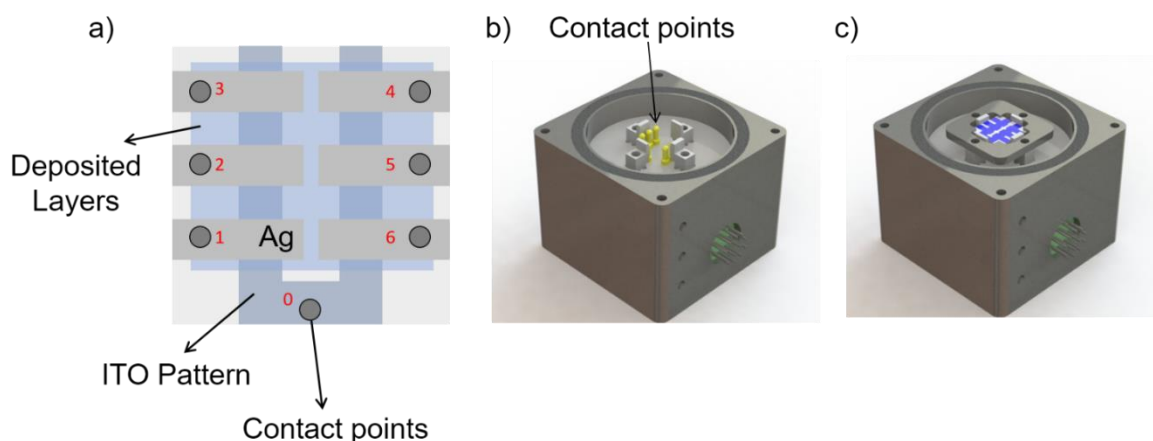 a)
b)
Contact points
c)
3
4
Deposited
Layers
2
5
1
Ag
6
0
ITO Pattern
Contact points